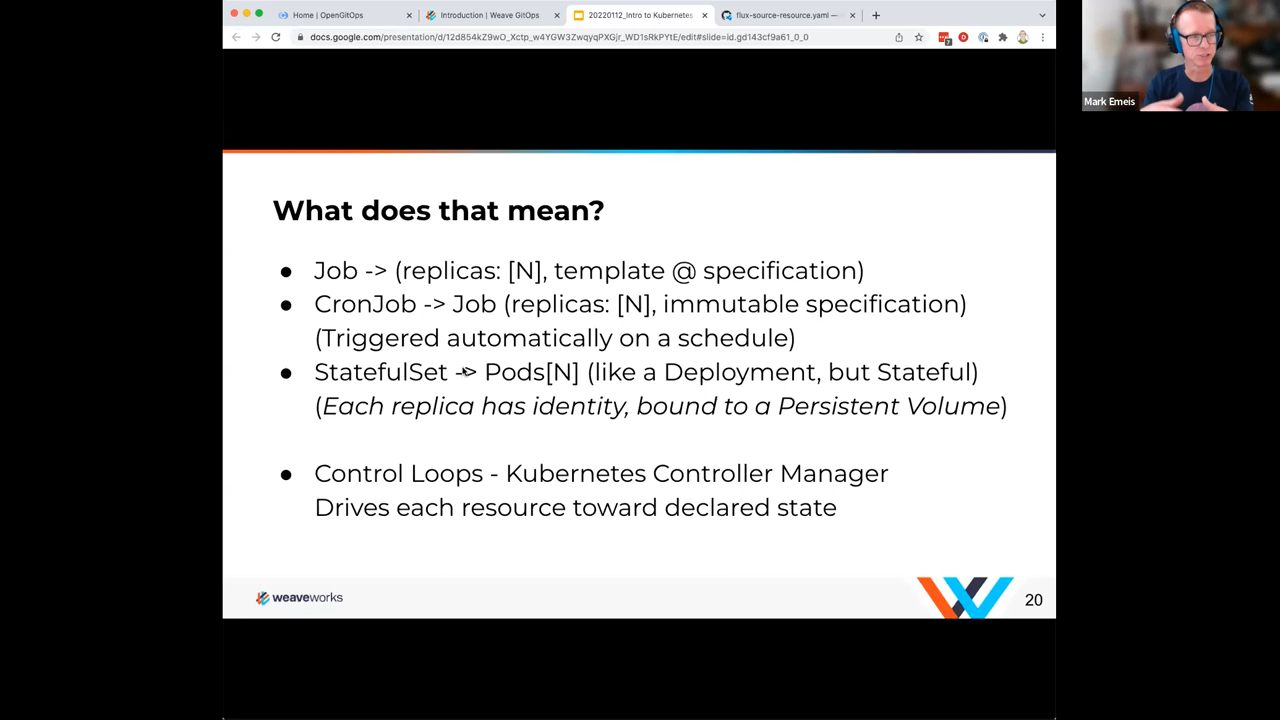 Home | OpenGitOps
Introduction | Weave GitOps
20220112_Intro to Kubernetes
flux-source-resource.yaml —
docs.google.com/presentation/d/12d854kZ9wO_Xctp_w4YGW3ZwqyqPXGjr_WD1sRkPYtE/edit#slide=id.gd143cf9a61_0_0
Mark Emeis
What does that mean?
● Job -> (replicas: [N], template @ specification)
● CronJob -> Job (replicas: [N], immutable specification)
(Triggered automatically on a schedule)
● StatefulSet -> Pods[N] (like a Deployment, but Stateful)
(Each replica has identity, bound to a Persistent Volume)
● Control Loops - Kubernetes Controller Manager
Drives each resource toward declared state
weaveworks
20